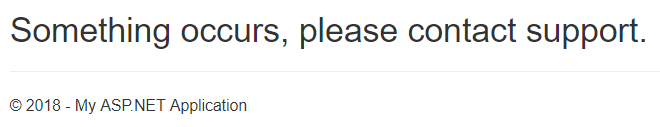 Something occurs, please contact support.
© 2018 - My ASP.NET Application